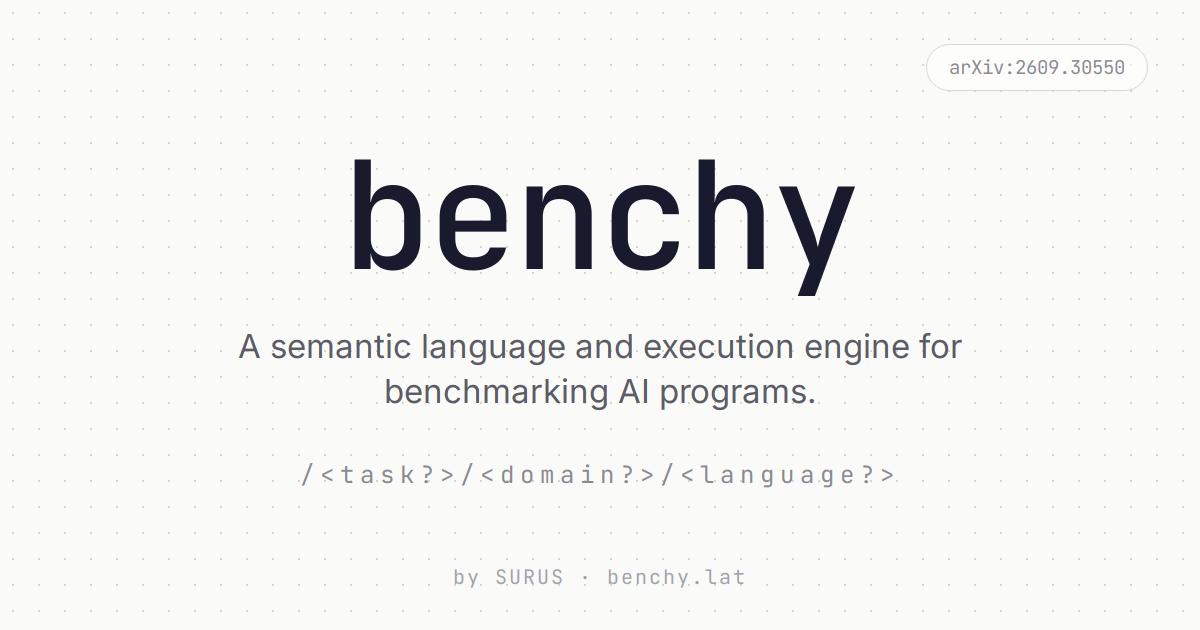 arXiv:2609.30550
benchy
A semantic language and execution engine for
benchmarking AI programs.
/<task?>/<domain?>/<language?>
by SURUS · benchy.lat